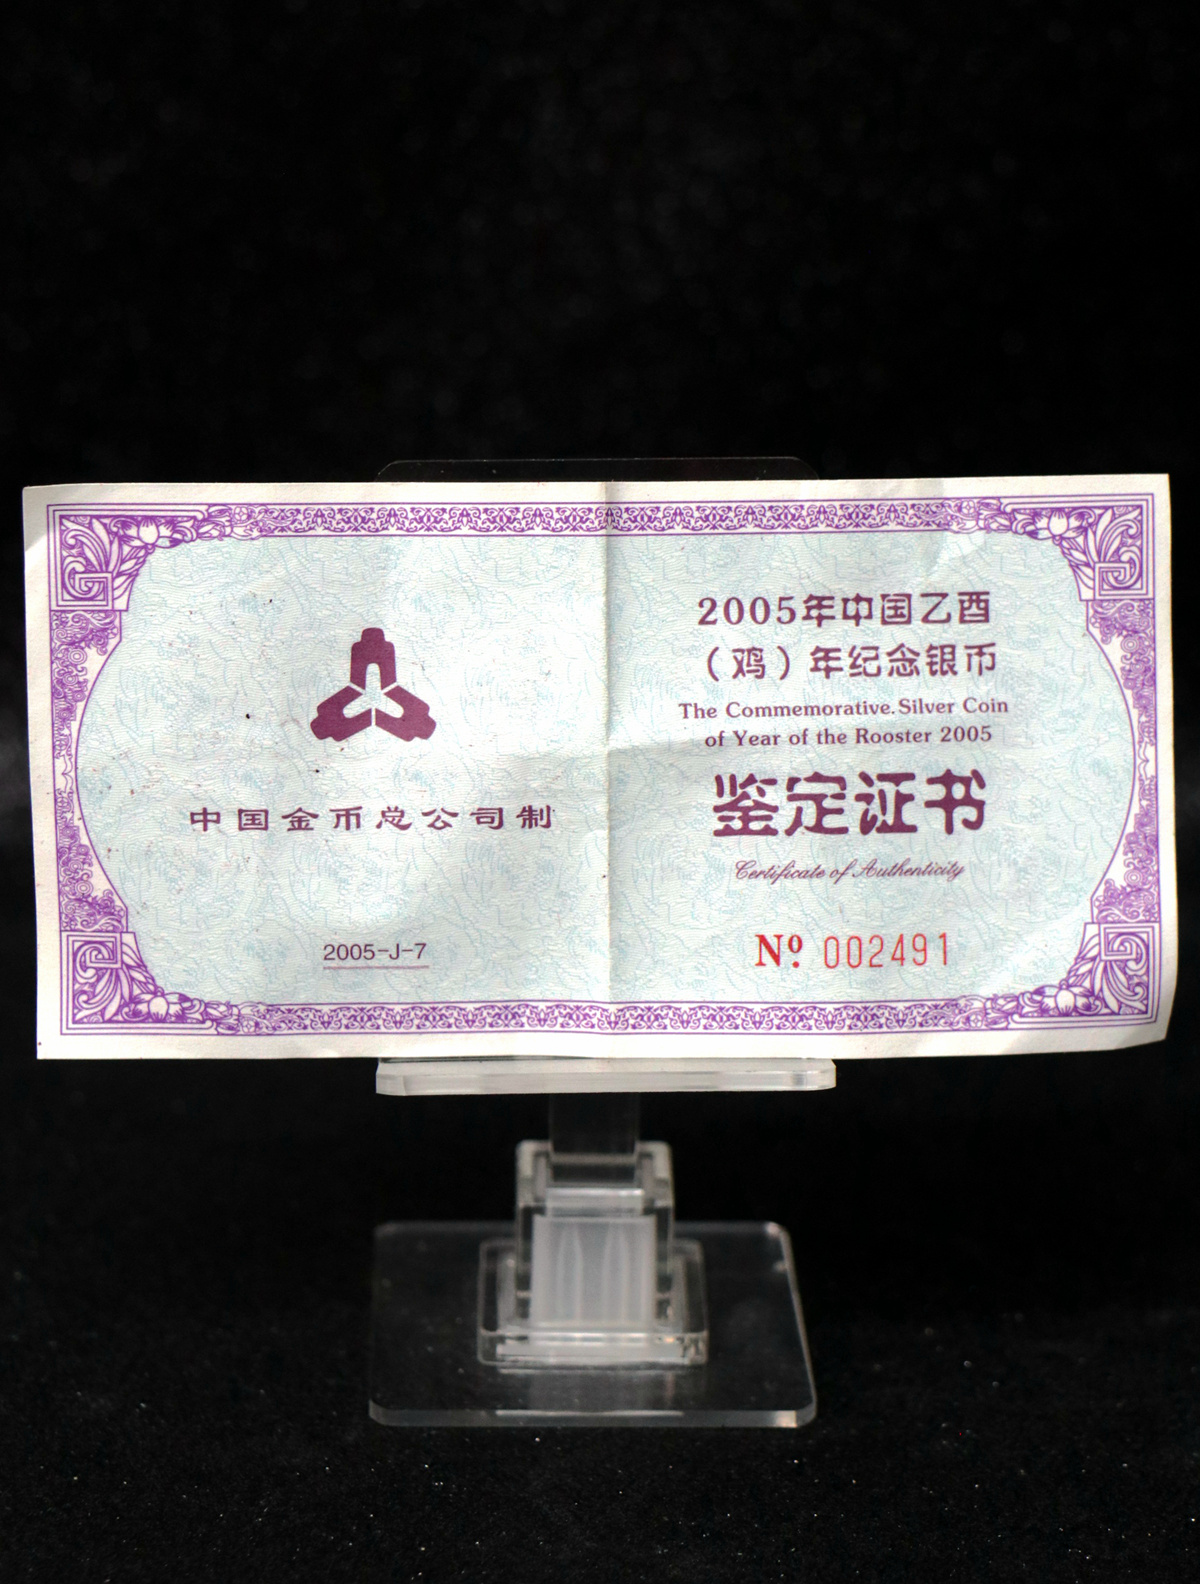 中国金币总公司制
2005-J-7
2005年中国乙酉
（鸡）年纪念银币
The Commemorative.Silver Coin
of Year of the Rooster 2005
鉴定证书
Certificate of Authenticity
Nº 002491